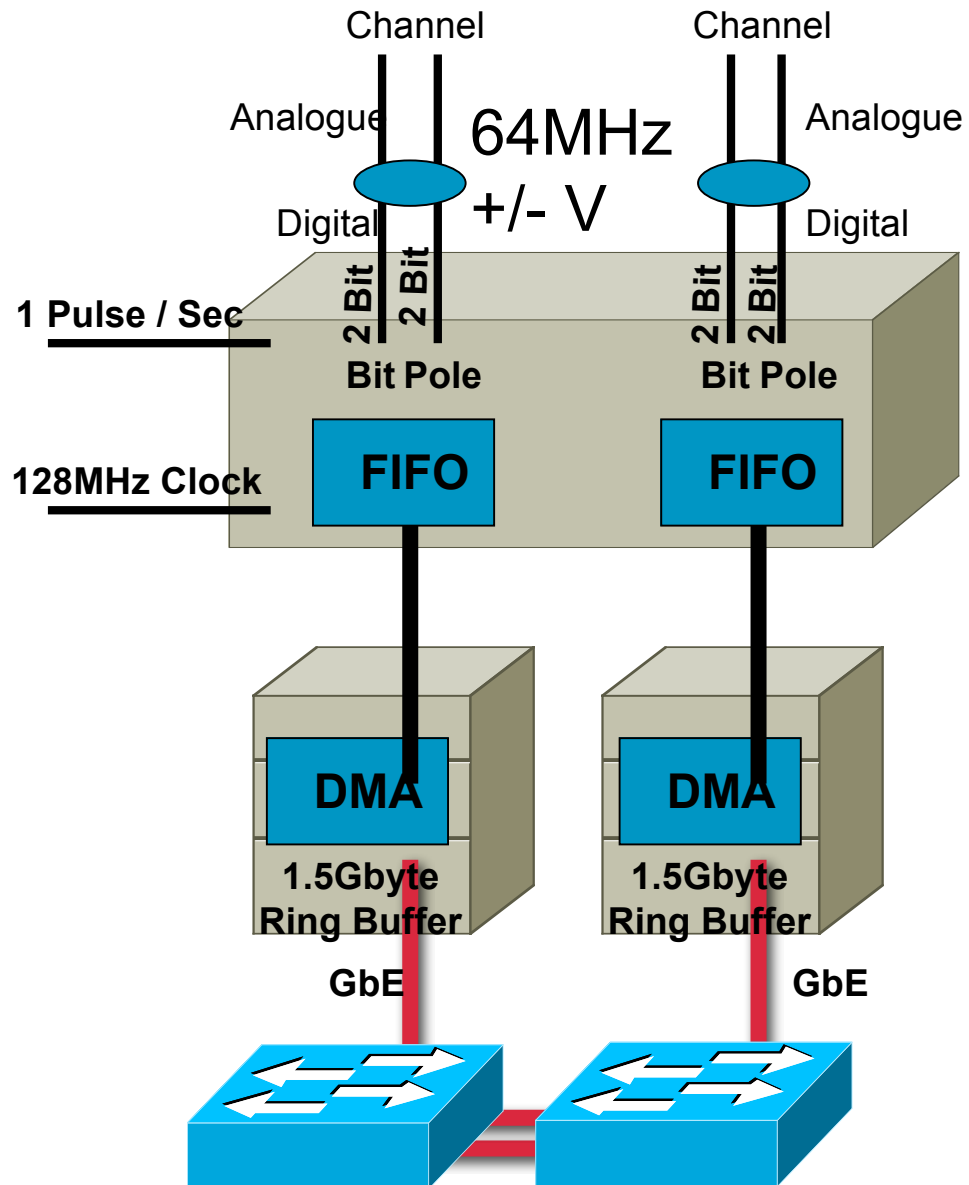 Channel
Channel
Analogue
64MHz
+/- V
Analogue
Digital
Digital
2 Bit
2 Bit
2 Bit
2 Bit
1 Pulse / Sec
Bit Pole
Bit Pole
128MHz Clock
FIFO
FIFO
DMA
DMA
1.5Gbyte
Ring Buffer
1.5Gbyte
Ring Buffer
GbE
GbE